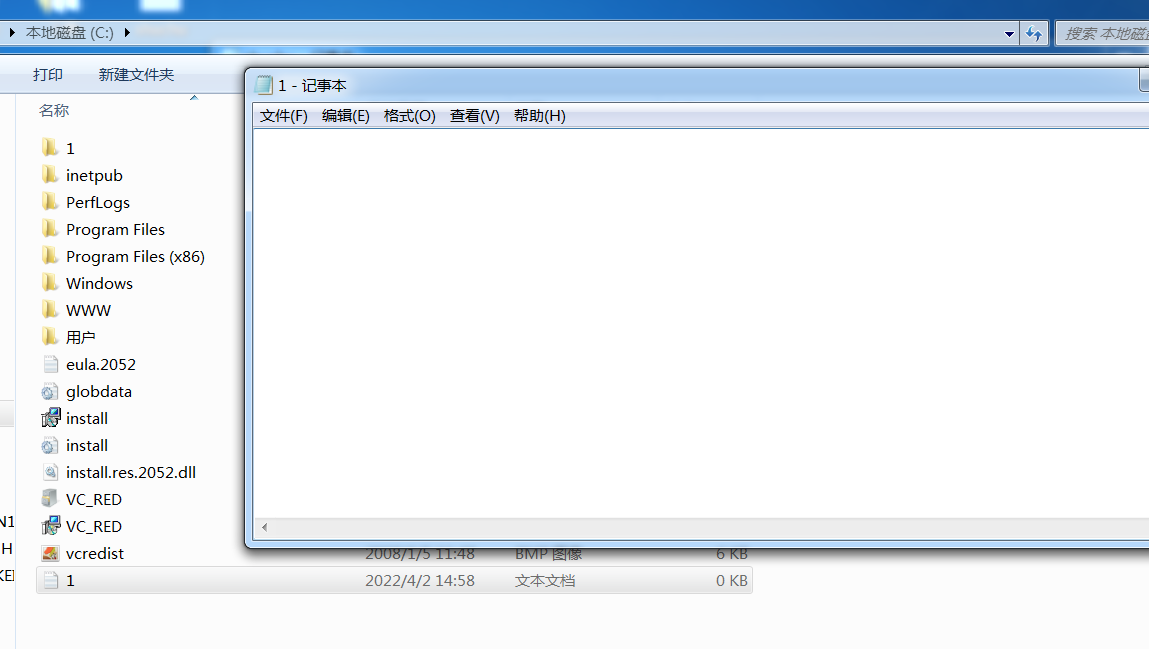 本地磁盘 (C:)
搜索 本地磁
打印 新建文件夹
1 - 记事本
文件(F) 编辑(E) 格式(O) 查看(V) 帮助(H)
名称
1
inetpub
PerfLogs
Program Files
Program Files (x86)
Windows
WWW
用户
eula.2052
globdata
install
install
install.res.2052.dll
VC_RED
N1
VC_RED
H
vcredist 2008/1/5 11:48 BMP 图像 6 KB
KE
1 2022/4/2 14:58 文本文档 0 KB